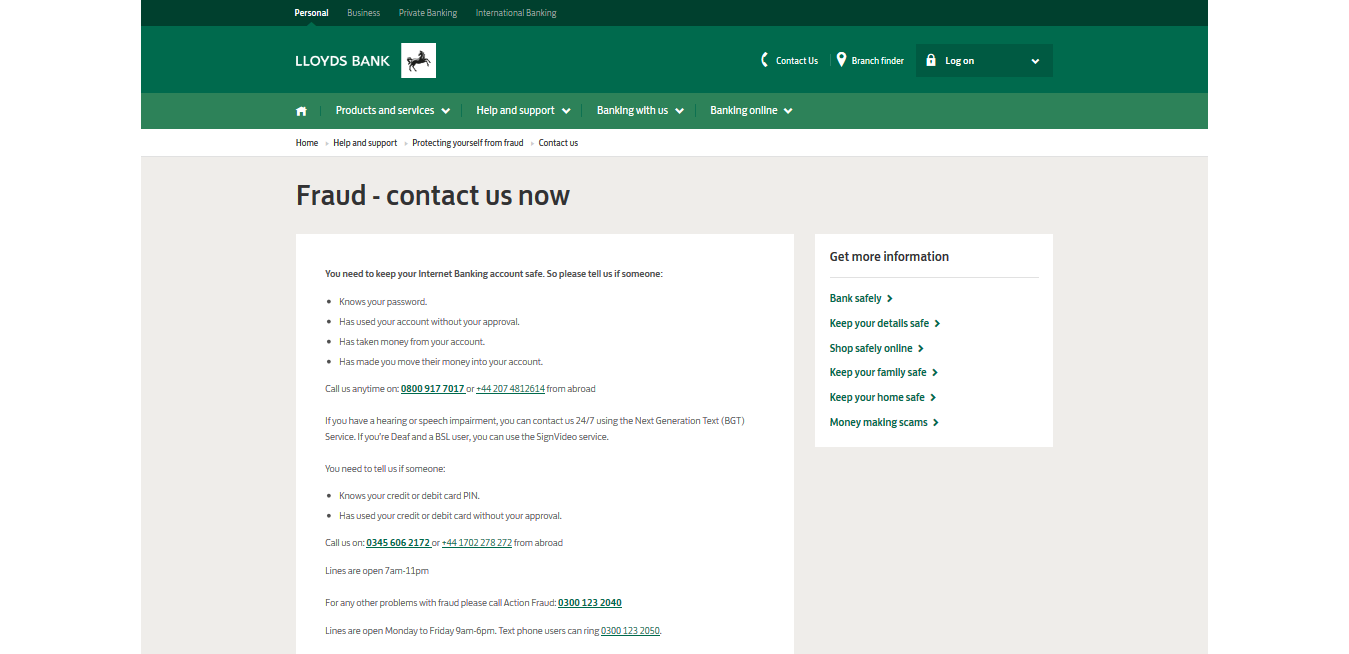 Personal Business Private Banking International Banking
LLOYDS BANK
Contact Us Branch finder Log on
Products and services Help and support Banking with us Banking online
Home Help and support Protecting yourself from fraud Contact us
Fraud - contact us now
You need to keep your Internet Banking account safe. So please tell us if someone:
Knows your password.
Has used your account without your approval.
Has taken money from your account.
Has made you move their money into your account.
Call us anytime on: 0800 917 7017 or +44 207 4812614 from abroad
If you have a hearing or speech impairment, you can contact us 24/7 using the Next Generation Text (BGT)
Service. If you're Deaf and a BSL user, you can use the SignVideo service.
You need to tell us if someone:
Knows your credit or debit card PIN.
Has used your credit or debit card without your approval.
Call us on: 0345 606 2172 or +44 1702 278 272 from abroad
Lines are open 7am-11pm
For any other problems with fraud please call Action Fraud: 0300 123 2040
Lines are open Monday to Friday 9am-6pm. Text phone users can ring 0300 123 2050.
Get more information
Bank safely
Keep your details safe
Shop safely online
Keep your family safe
Keep your home safe
Money making scams